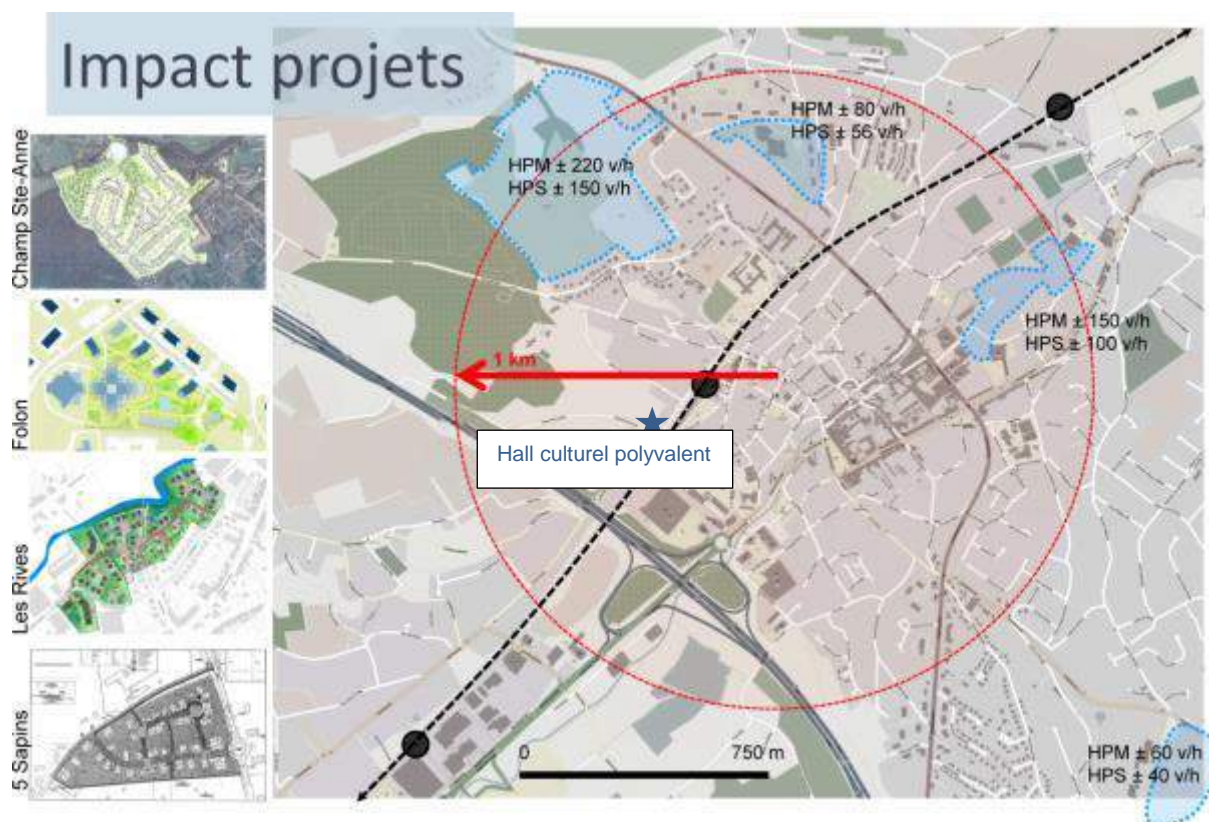 Impact projets
Champ Ste-Anne
Folon
Les Rives
5 Sapins
HPM ± 80 v/h
HPS ± 56 v/h
HPM ± 220 v/h
HPS ± 150 v/h
HPM ± 150 v/h
HPS ± 100 v/h
1 km
Hall culturel polyvalent
0
750 m
HPM ± 60 v/h
HPS ± 40 v/h